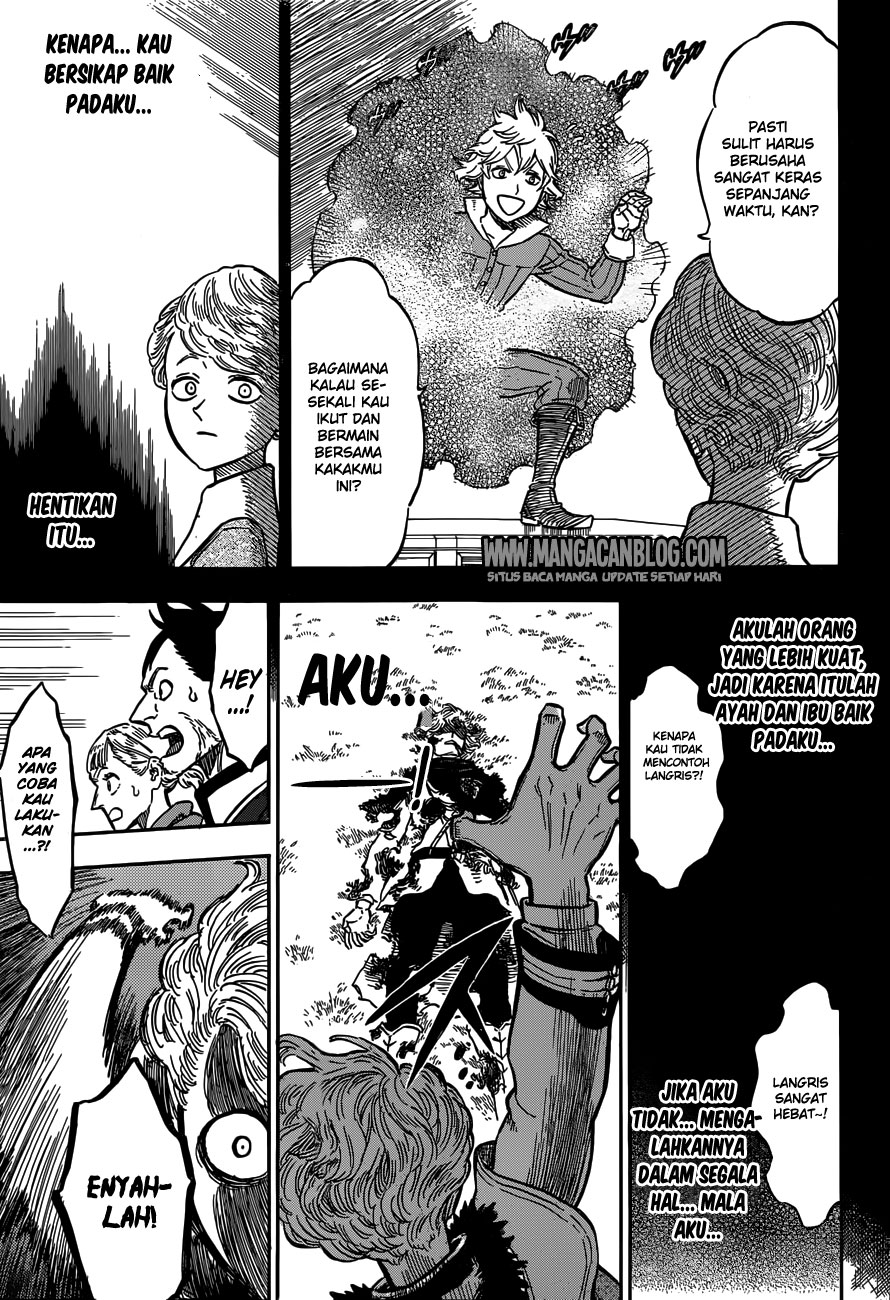 PASTI
SULIT HARUS
BERUSAHA
SANGAT KERAS
SEPANJANG
WAKTU, KAN?
BAGAIMANA
KALAU SE-
SEKALI KAU
IKUT DAN
BERMAIN
BERSAMA
KAKAKMU
INI?
KENAPA... KAU
BERSIKAP BAIK
PADAKU...
HENTIKAN
ITU...
WWW.MANGACANBLOG.COM
SITUS BACA MANGA UPDATE SETIAP HARI
AKULAH ORANG
YANG LEBIH KUAT,
JADI KARENA ITULAH
AYAH DAN IBU BAIK
PADAKU...
KENAPA
KAU TIDAK
MENCONTOH
LANGRIS?!
LANGRIS
SANGAT
HEBAT~!
JIKA AKU
TIDAK... MENGA-
LAHKANNYA
DALAM SEGALA
HAL... MALA
AKU...
AKU...
HEY
...!
APA
YANG
COBA
KAU
LAKU-
KAN
...?!
ENYAH-
LAH!